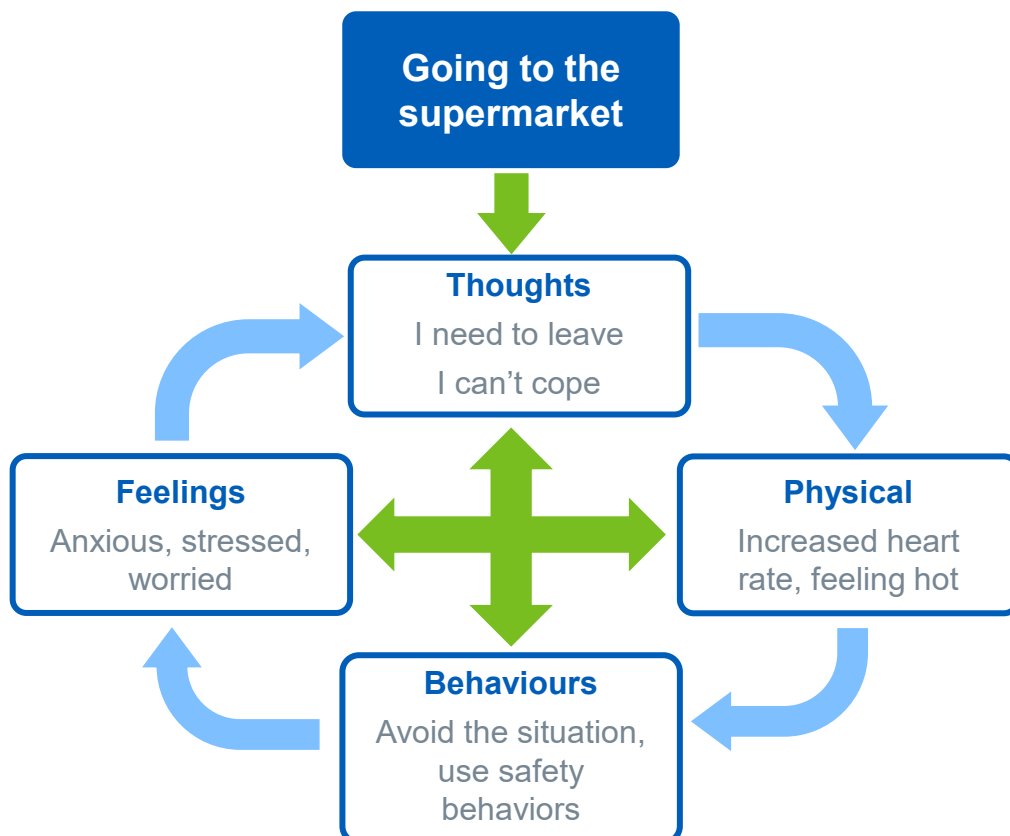 Going to the
supermarket
Thoughts
I need to leave
I can’t cope
Feelings
Anxious, stressed,
worried
Physical
Increased heart
rate, feeling hot
Behaviours
Avoid the situation,
use safety
behaviors